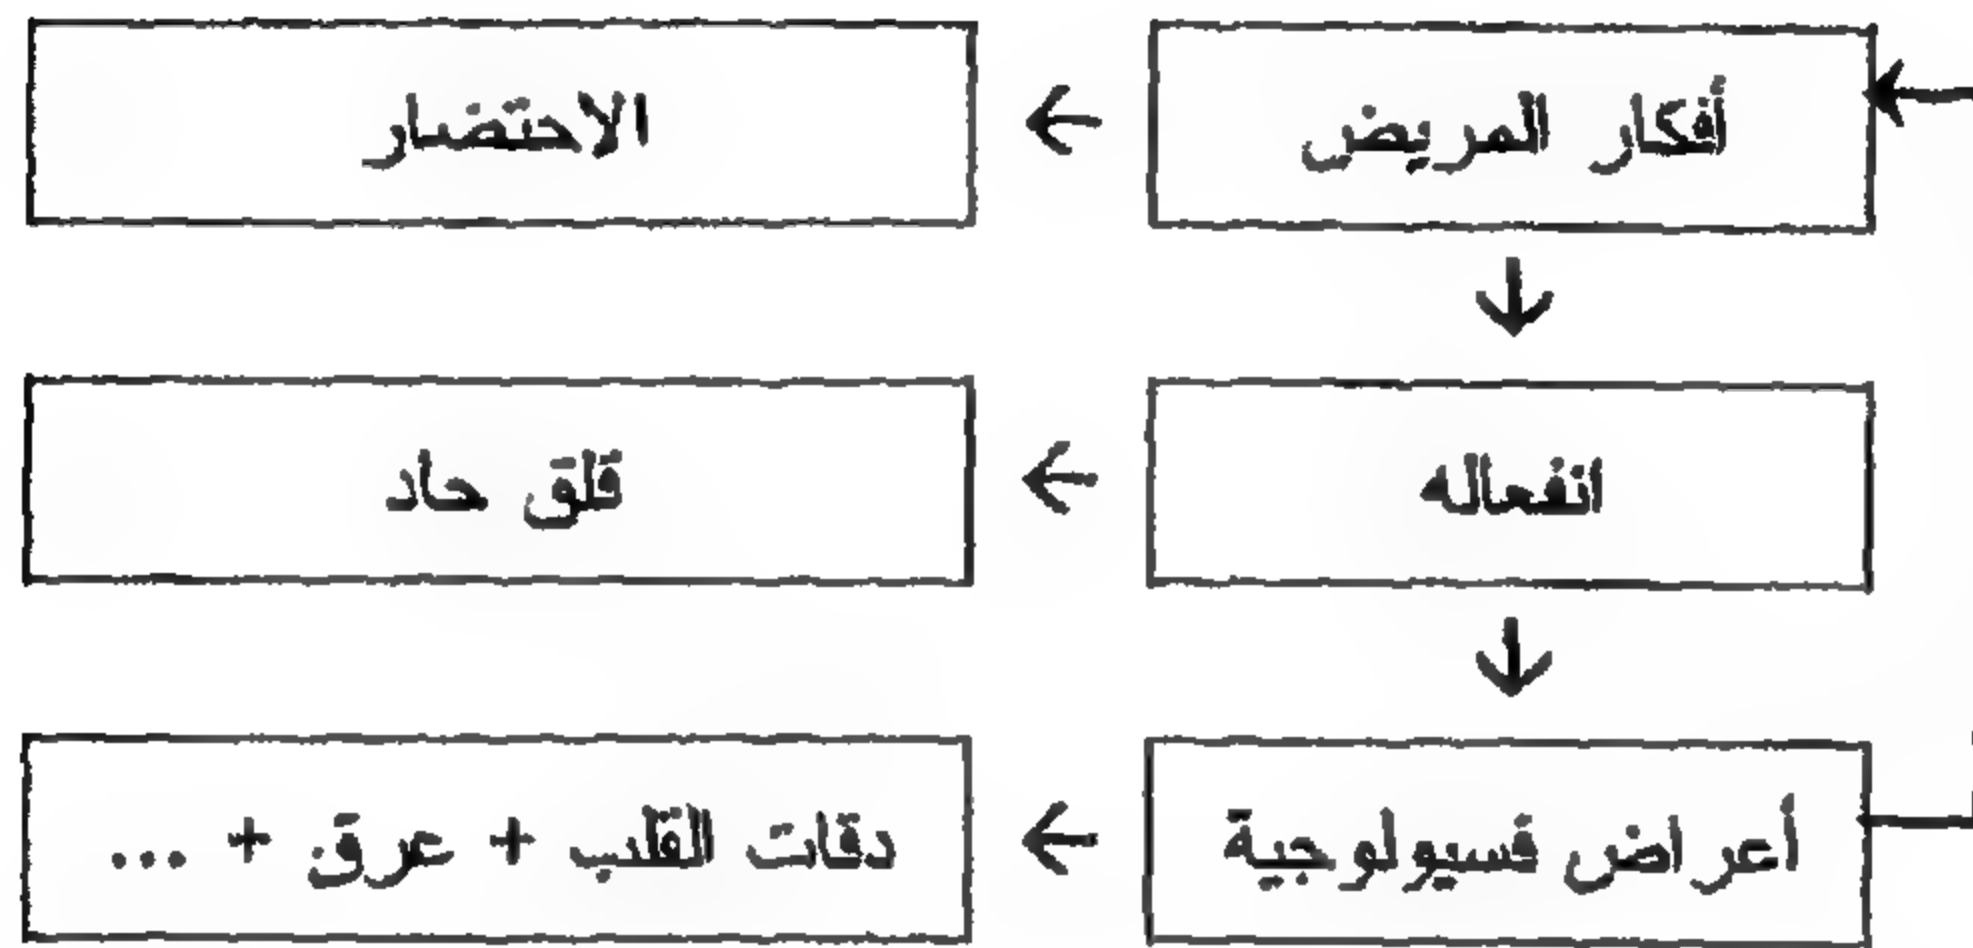 أفكار المريض ← الاحتضار
↓
انفعاله ← قلق حاد
↓
أعراض فسيولوجية ← دقات القلب + عرق + ...